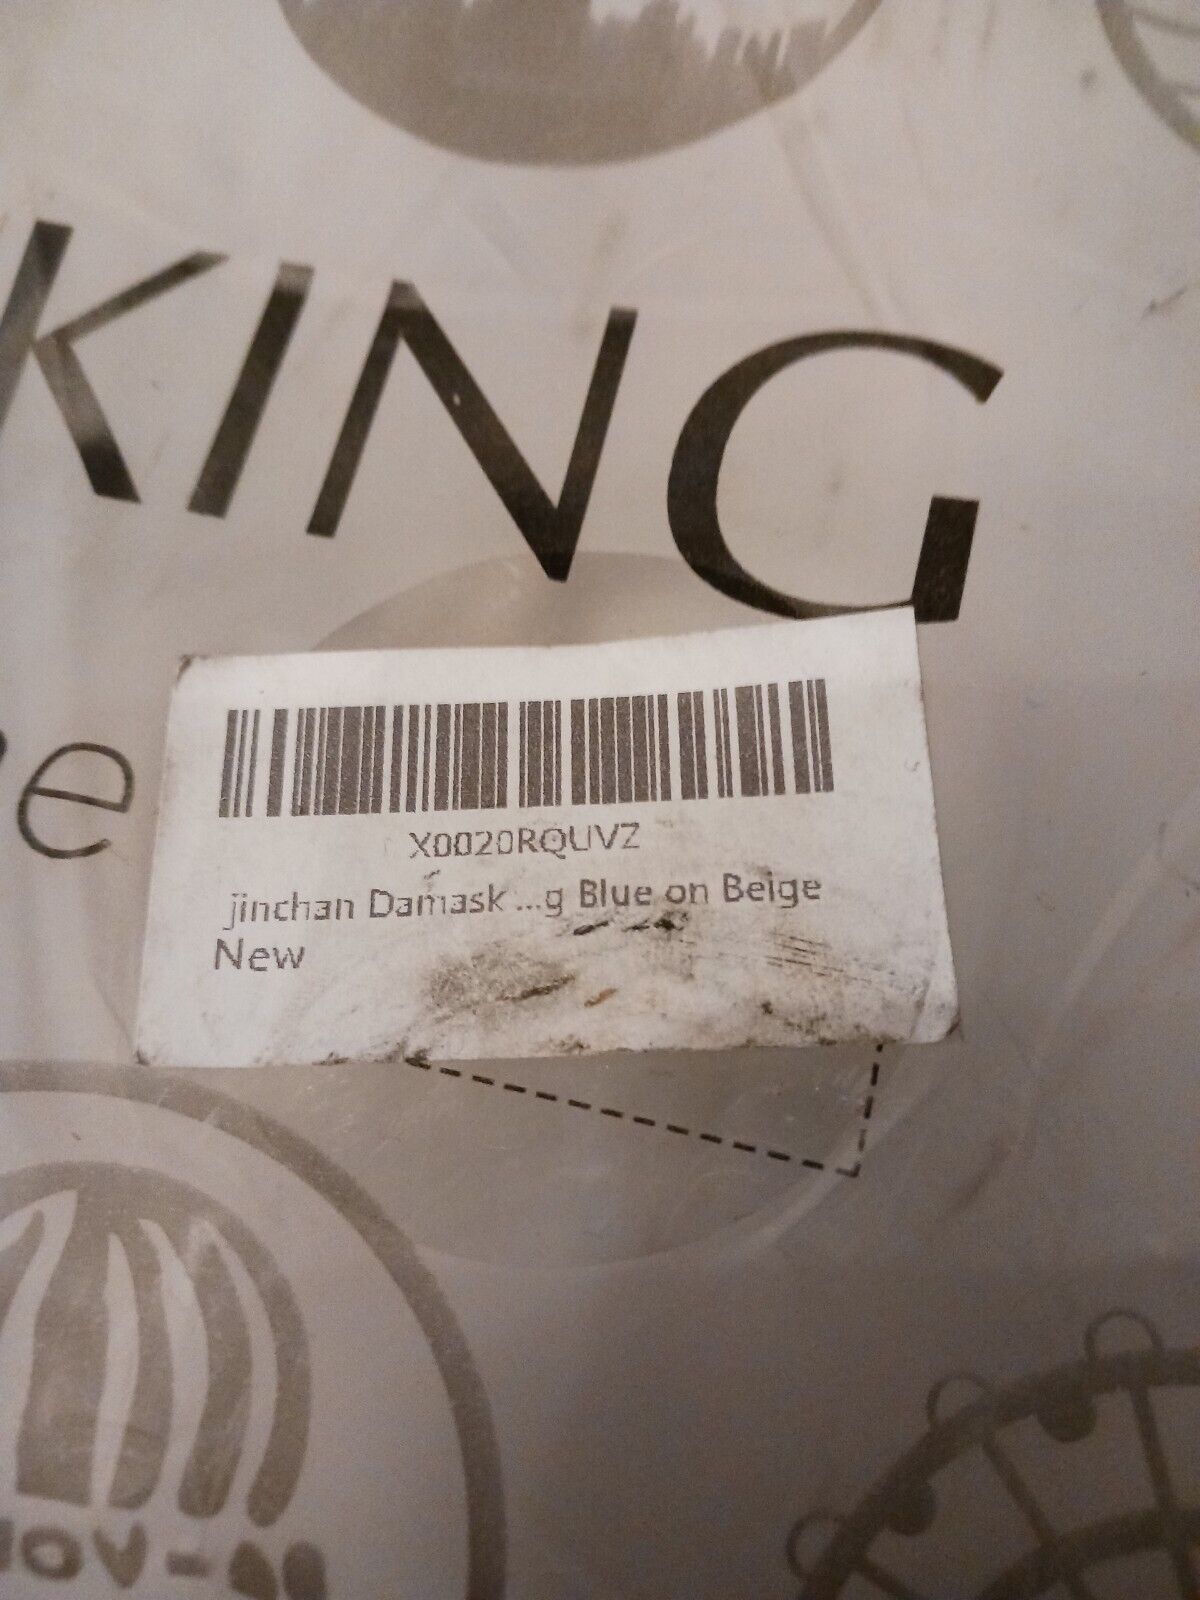 KING
e
X0020RQUVZ
jinchan Damask ...g Blue on Beige
New